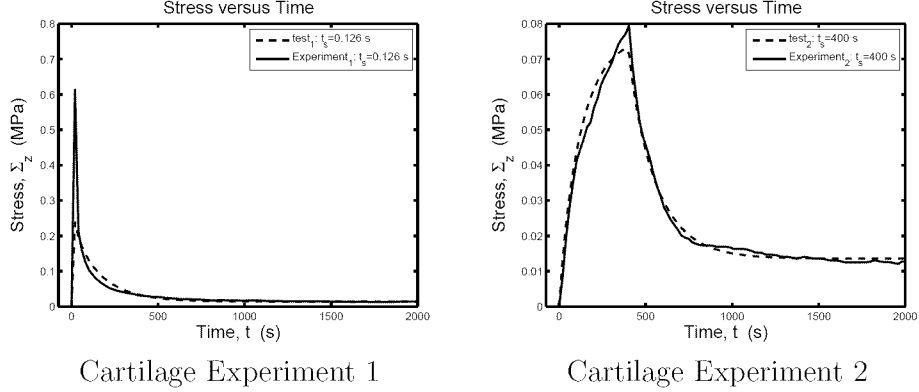 Stress versus Time
0.8
0.7
0.6
0.5
0.4
0.3
0.2
0.1
0
Stress, Σz (MPa)
test1: ts=0.126 s
Experiment1: ts=0.126 s
0 500 1000 1500 2000
Time, t (s)
Cartilage Experiment 1
Stress versus Time
0.08
0.07
0.06
0.05
0.04
0.03
0.02
0.01
0
Stress, Σz (MPa)
test2: ts=400 s
Experiment2: ts=400 s
0 500 1000 1500 2000
Time, t (s)
Cartilage Experiment 2